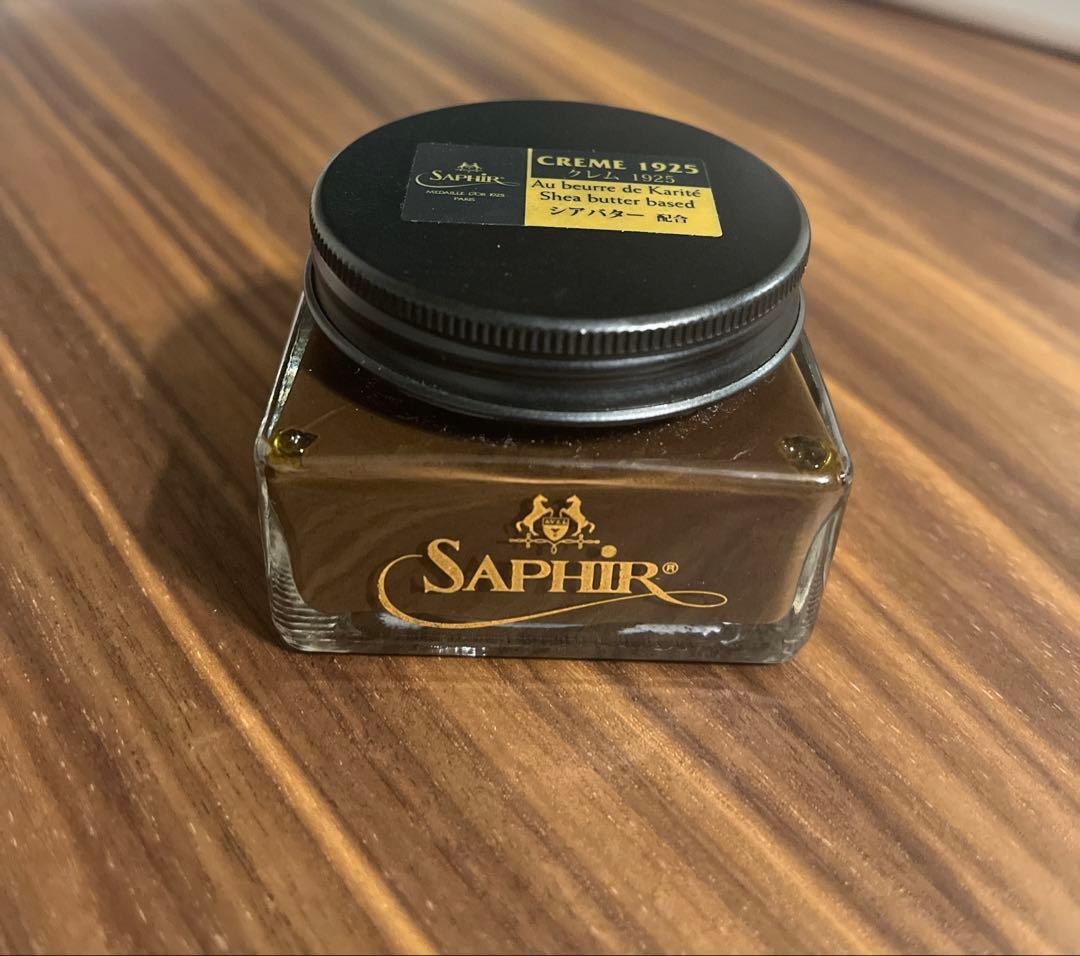 SAPHIR
MEDAILLE D'OR 1925
PARIS
CREME 1925
クレム 1925
Au beurre de Karité
Shea butter based
シアバター 配合
AVEL
SAPHIR®